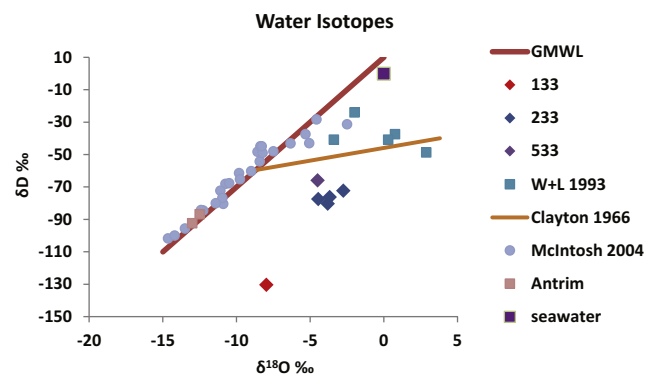 Water Isotopes
δD ‰
10
-10
-30
-50
-70
-90
-110
-130
-150
-20
-15
-10
-5
0
5
δ18O ‰
GMWL
133
233
533
W+L 1993
Clayton 1966
McIntosh 2004
Antrim
seawater